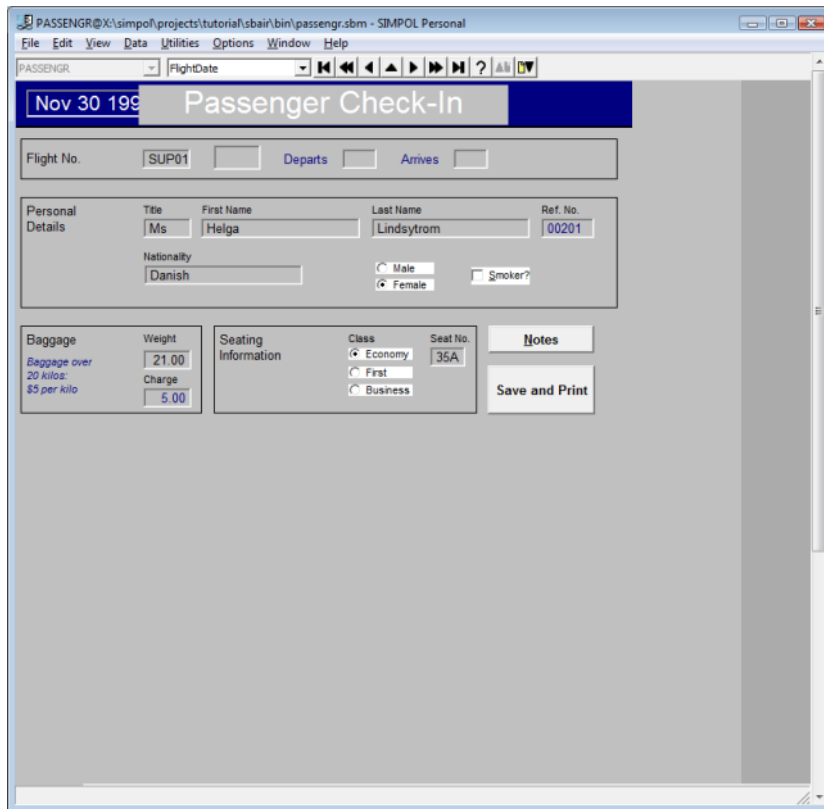 PASSENGR@X:\simpol\projects\tutorial\sbair\bin\passengr.sbm - SIMPOL Personal
File Edit View Data Utilities Options Window Help
PASSENGR FlightDate ?
Nov 30 199 Passenger Check-In
Flight No. SUP01 Departs Arrives
Personal Details
Title First Name Last Name Ref. No.
Ms Helga Lindsytrom 00201
Nationality
Danish
Male
Female
Smoker?
Baggage
Baggage over
20 kilos:
$5 per kilo
Weight
21.00
Charge
5.00
Seating
Information
Class
Economy
First
Business
Seat No.
35A
Notes
Save and Print